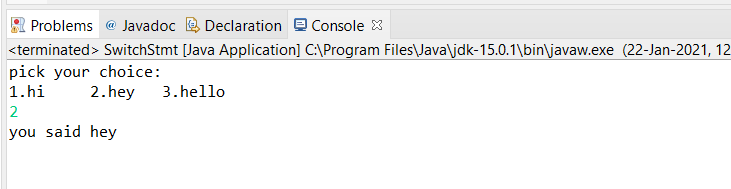 Problems @ Javadoc Declaration Console
<terminated> SwitchStmt [Java Application] C:\Program Files\Java\jdk-15.0.1\bin\javaw.exe (22-Jan-2021, 12
pick your choice:
1.hi 2.hey 3.hello
2
you said hey